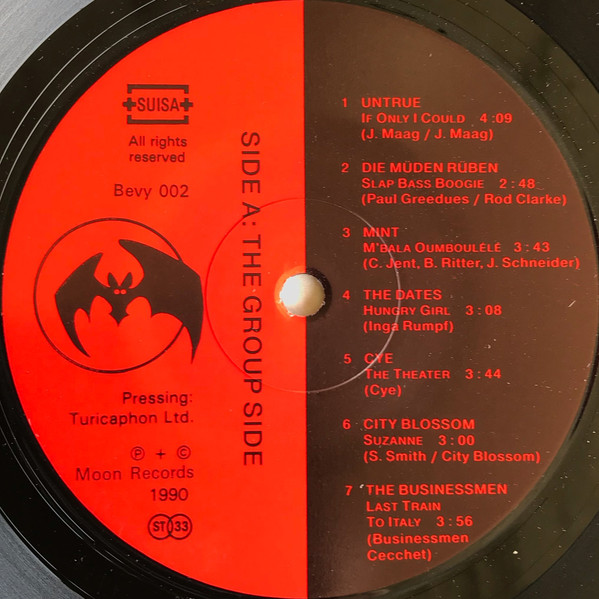 +SUISA+
All rights
reserved
Bevy 002
Pressing:
Turicaphon Ltd.
Ⓟ + ©
Moon Records
1990
ST 33
SIDE A: THE GROUP SIDE
1 UNTRUE
IF ONLY I COULD 4:09
(J. Maag / J. Maag)
2 DIE MÜDEN RÜBEN
SLAP BASS BOOGIE 2:48
(Paul Greedues / Rod Clarke)
3 MINT
M'BALA OUMBOULÉLÉ 3:43
(C. Jent, B. Ritter, J. Schneider)
4 THE DATES
HUNGRY GIRL 3:08
(Inga Rumpf)
5 CYE
THE THEATER 3:44
(Cye)
6 CITY BLOSSOM
SUZANNE 3:00
(S. Smith / City Blossom)
7 THE BUSINESSMEN
LAST TRAIN
TO ITALY 3:56
(Businessmen
Cecchet)